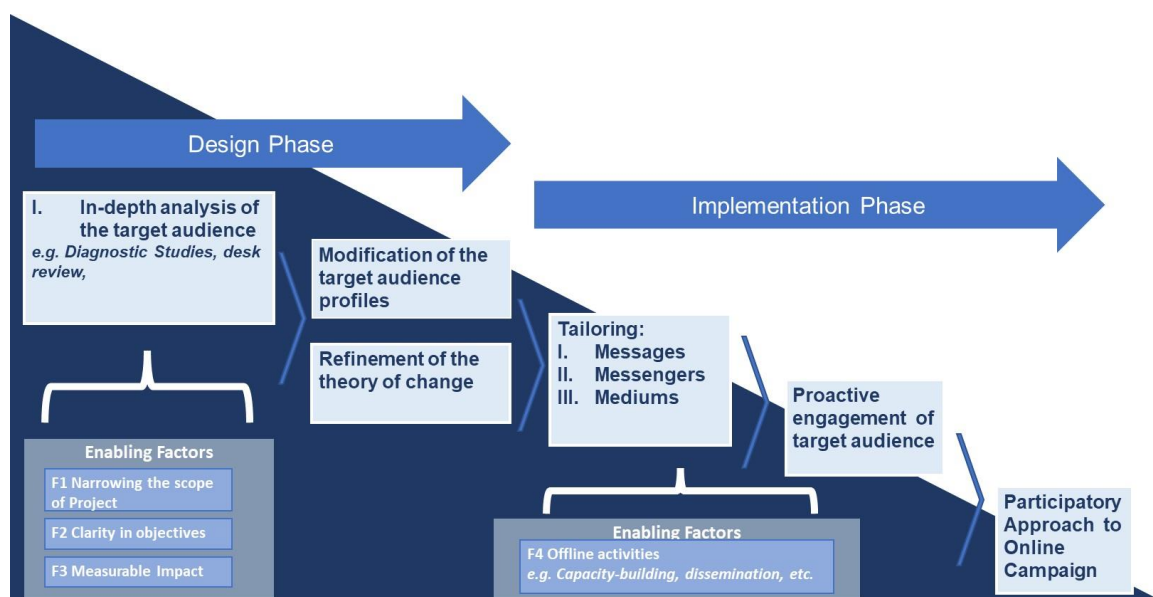 Design Phase
Implementation Phase
I. In-depth analysis of
the target audience
e.g. Diagnostic Studies, desk
review,
Modification of the
target audience
profiles
Refinement of the
theory of change
Tailoring:
I. Messages
II. Messengers
III. Mediums
Proactive
engagement of
target audience
Participatory
Approach to
Online
Campaign
Enabling Factors
F1 Narrowing the scope
of Project
F2 Clarity in objectives
F3 Measurable Impact
Enabling Factors
F4 Offline activities
e.g. Capacity-building, dissemination, etc.